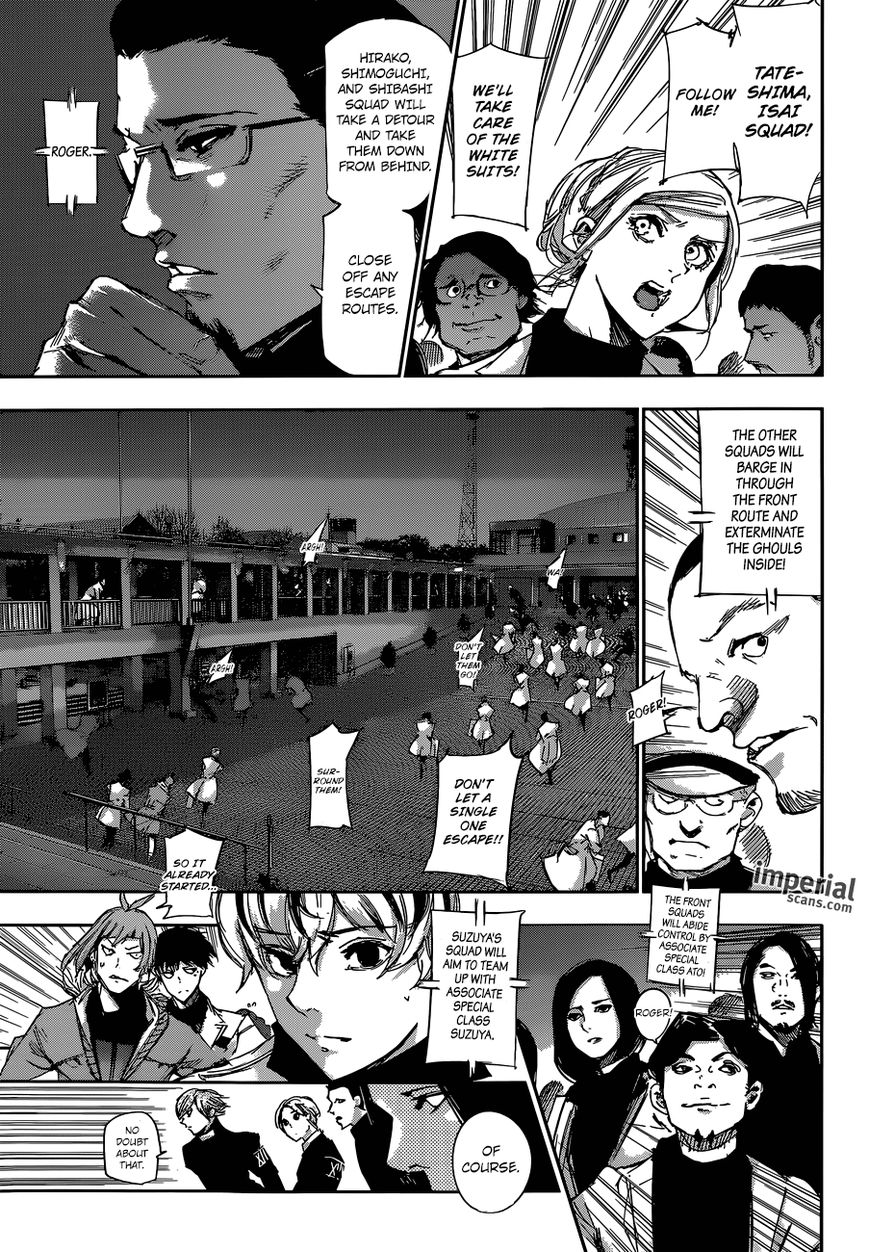 TATE-
SHIMA,
ISAI
SQUAD!
FOLLOW
ME!
WE'LL
TAKE
CARE
OF THE
WHITE
SUITS!
HIRAKO,
SHIMOGUCHI,
AND SHIBASHI
SQUAD WILL
TAKE A DETOUR
AND TAKE
THEM DOWN
FROM BEHIND.
CLOSE
OFF ANY
ESCAPE
ROUTES.
ROGER.
THE OTHER
SQUADS WILL
BARGE IN
THROUGH
THE FRONT
ROUTE AND
EXTERMINATE
THE GHOULS
INSIDE!
ROGER!
ARGH!
WA!
DON'T
LET
THEM
GO!
ARGH!
SUR-
ROUND
THEM!
DON'T
LET A
SINGLE
ONE
ESCAPE!!
SO IT
ALREADY
STARTED...
imperial
scans.com
THE FRONT
SQUADS
WILL ABIDE
CONTROL BY
ASSOCIATE
SPECIAL
CLASS ATO!
ROGER!
SUZUYA'S
SQUAD WILL
AIM TO TEAM
UP WITH
ASSOCIATE
SPECIAL
CLASS
SUZUYA.
OF
COURSE.
NO
DOUBT
ABOUT
THAT.